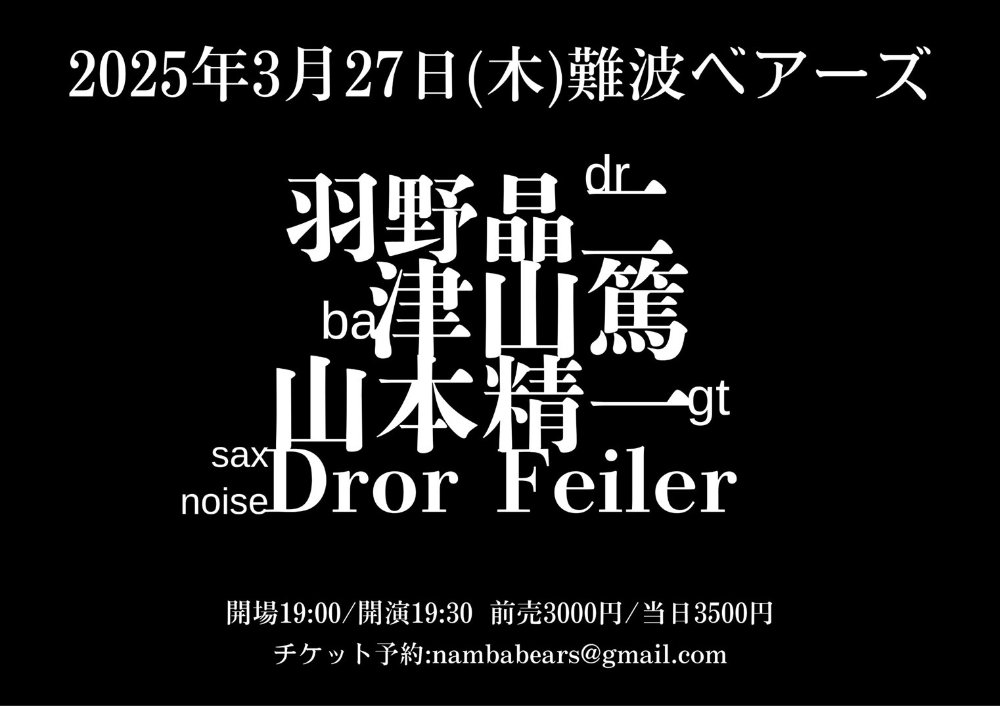 2025年3月27日(木)難波ベアーズ
羽野晶二 dr
ba 津山篤
山本精一 gt
sax
noise Dror Feiler
開場19:00/開演19:30 前売3000円/当日3500円
チケット予約:nambabears@gmail.com